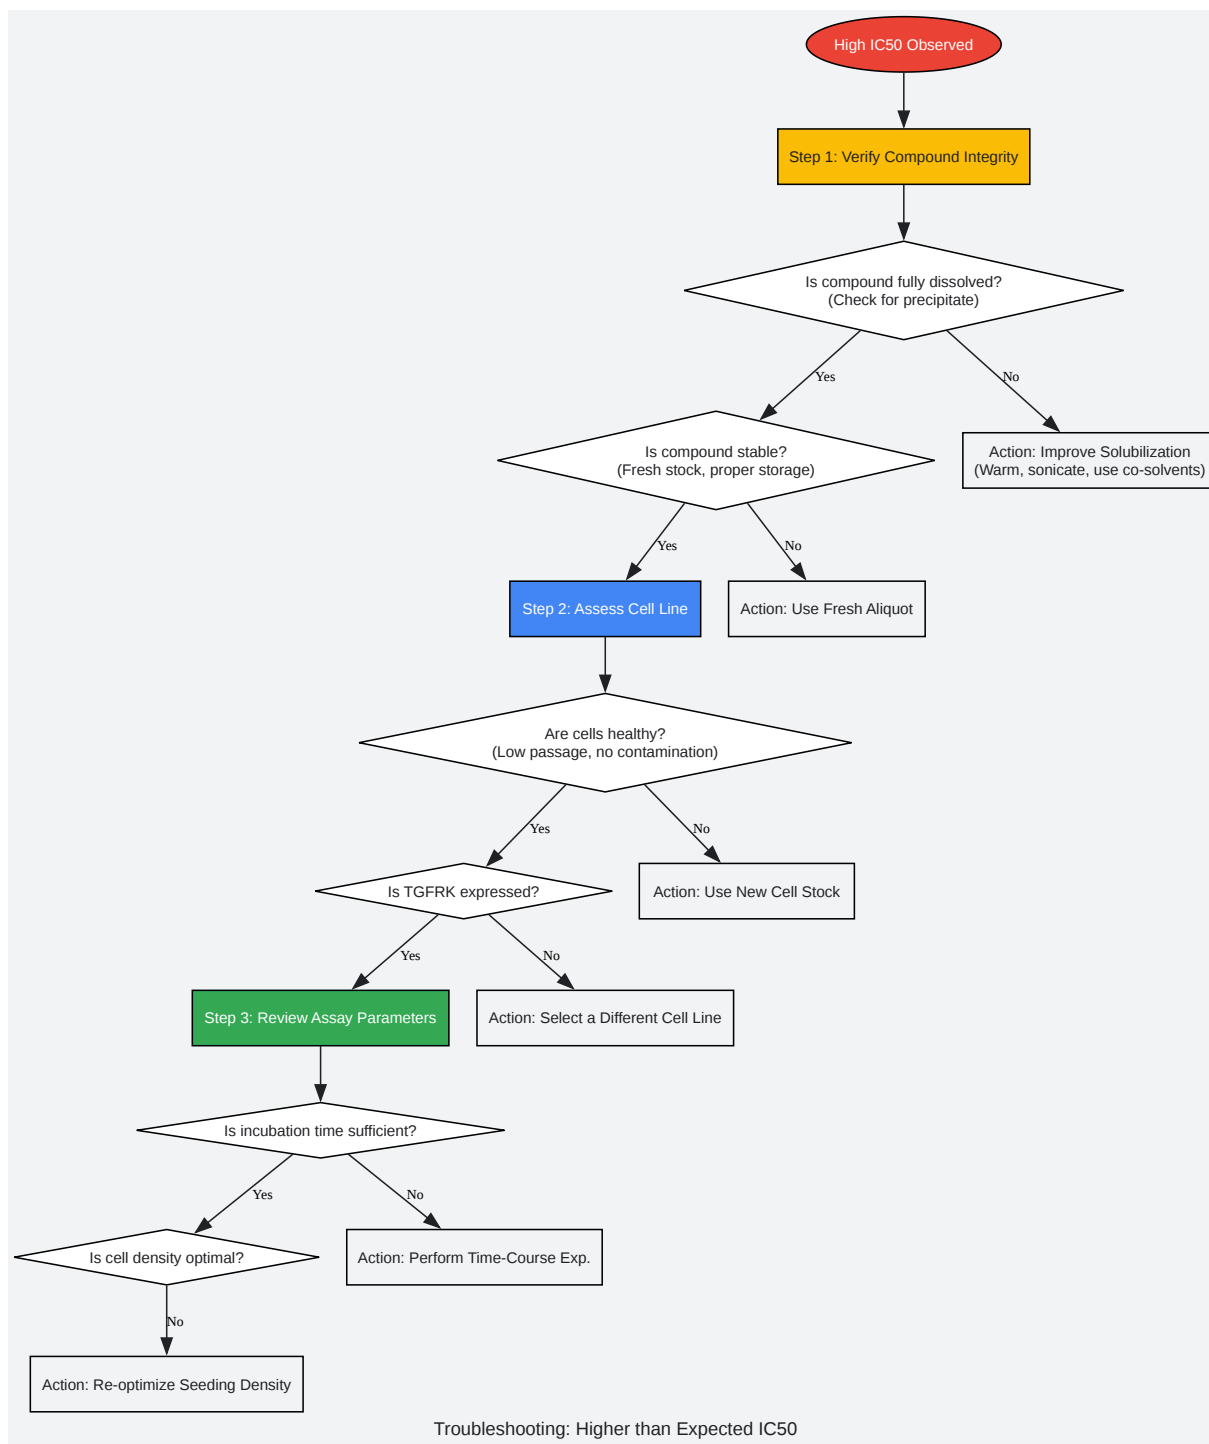 High IC50 Observed
Step 1: Verify Compound Integrity
Is compound fully dissolved?
(Check for precipitate)
Yes
No
Is compound stable?
(Fresh stock, proper storage)
Action: Improve Solubilization
(Warm, sonicate, use co-solvents)
Yes
No
Step 2: Assess Cell Line
Action: Use Fresh Aliquot
Are cells healthy?
(Low passage, no contamination)
Yes
No
Is TGFRK expressed?
Action: Use New Cell Stock
Yes
No
Step 3: Review Assay Parameters
Action: Select a Different Cell Line
Is incubation time sufficient?
Yes
No
Is cell density optimal?
Action: Perform Time-Course Exp.
No
Action: Re-optimize Seeding Density
Troubleshooting: Higher than Expected IC50